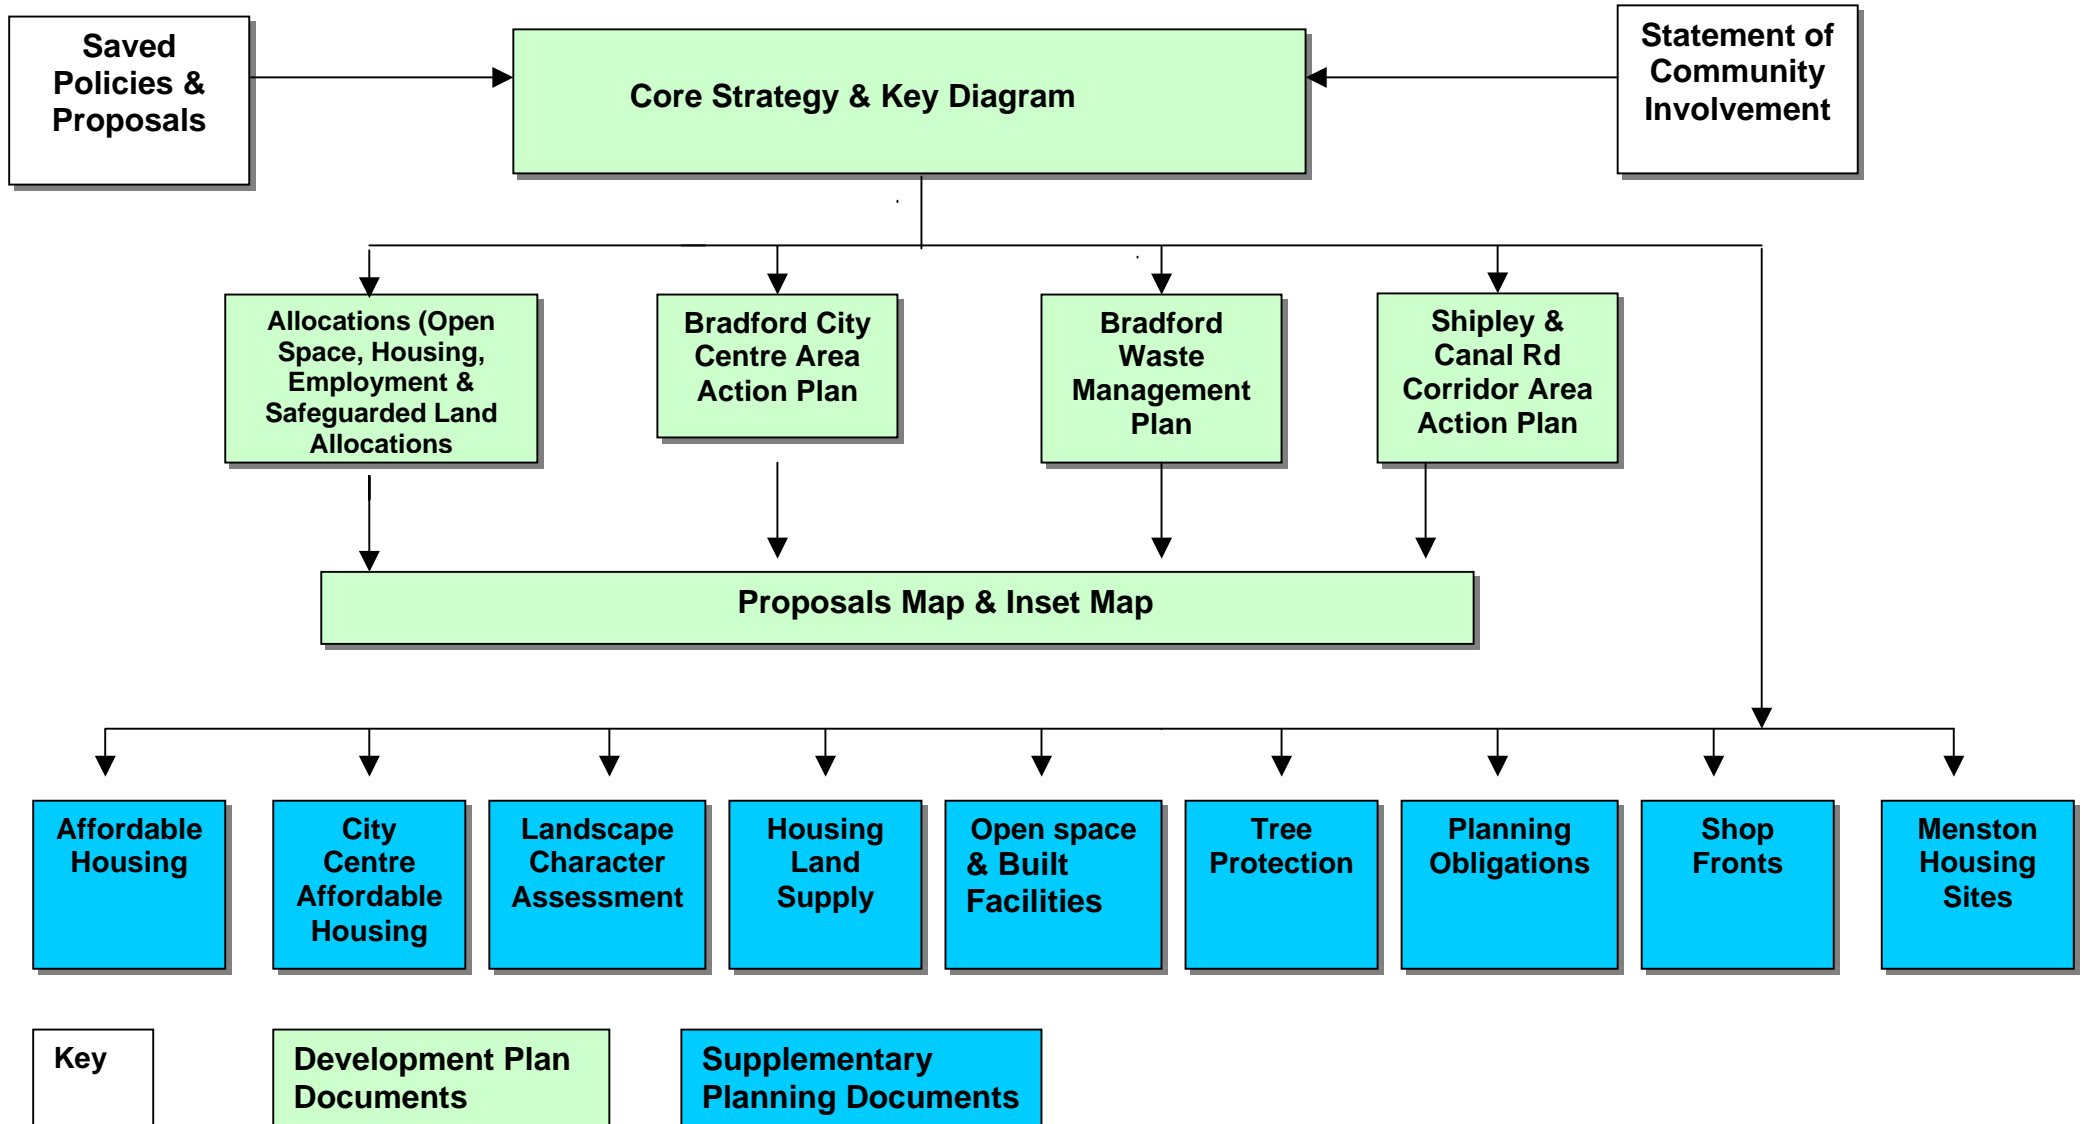 Saved
Policies &
Proposals
Core Strategy & Key Diagram
Statement of
Community
Involvement
Allocations (Open
Space, Housing,
Employment &
Safeguarded Land
Allocations
Bradford City
Centre Area
Action Plan
Bradford
Waste
Management
Plan
Shipley &
Canal Rd
Corridor Area
Action Plan
Proposals Map & Inset Map
Affordable
Housing
City
Centre
Affordable
Housing
Landscape
Character
Assessment
Housing
Land
Supply
Open space
& Built
Facilities
Tree
Protection
Planning
Obligations
Shop
Fronts
Menston
Housing
Sites
Key
Development Plan
Documents
Supplementary
Planning Documents